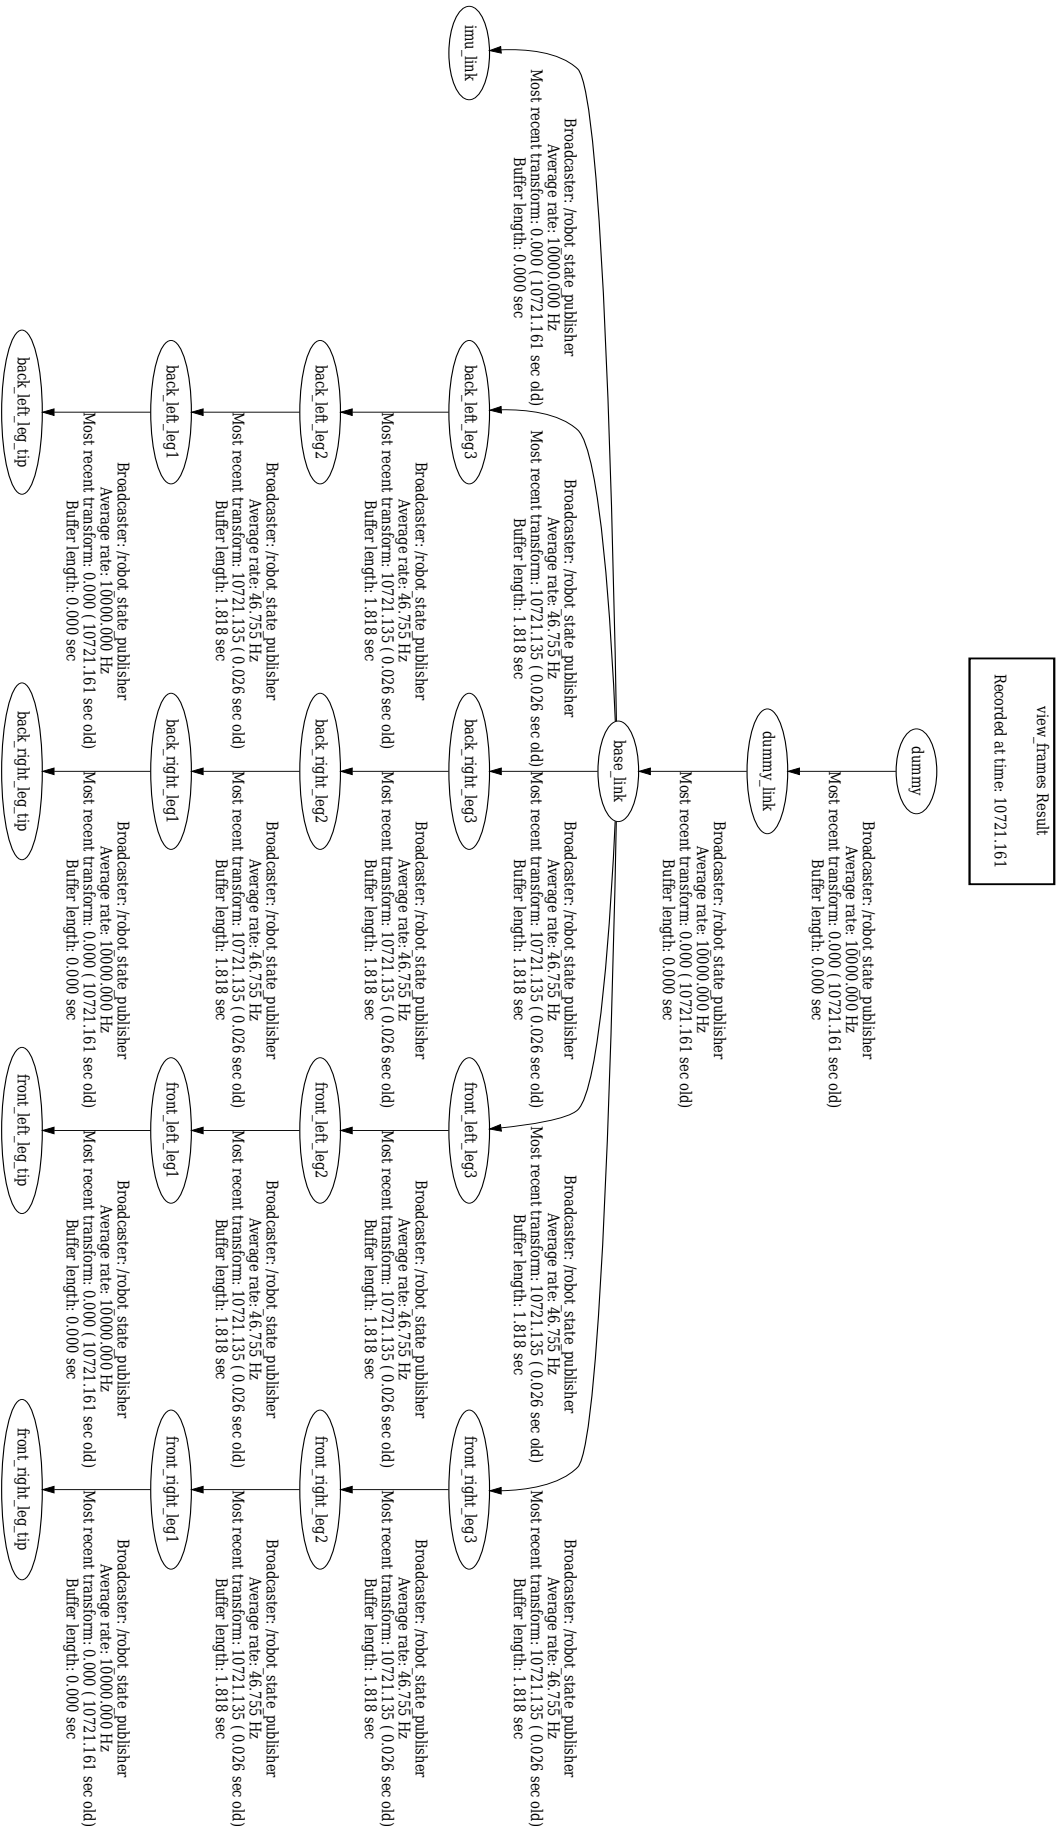 view_frames Result
Recorded at time: 10721.161
dummy
Broadcaster: /robot_state_publisher
Average rate: 10000.000 Hz
Most recent transform: 0.000 ( 10721.161 sec old)
Buffer length: 0.000 sec
dummy_link
Broadcaster: /robot_state_publisher
Average rate: 10000.000 Hz
Most recent transform: 0.000 ( 10721.161 sec old)
Buffer length: 0.000 sec
base_link
Broadcaster: /robot_state_publisher
Average rate: 10000.000 Hz
Most recent transform: 0.000 ( 10721.161 sec old)
Buffer length: 0.000 sec
Broadcaster: /robot_state_publisher
Average rate: 46.755 Hz
Most recent transform: 10721.135 ( 0.026 sec old)
Buffer length: 1.818 sec
Broadcaster: /robot_state_publisher
Average rate: 46.755 Hz
Most recent transform: 10721.135 ( 0.026 sec old)
Buffer length: 1.818 sec
Broadcaster: /robot_state_publisher
Average rate: 46.755 Hz
Most recent transform: 10721.135 ( 0.026 sec old)
Buffer length: 1.818 sec
Broadcaster: /robot_state_publisher
Average rate: 46.755 Hz
Most recent transform: 10721.135 ( 0.026 sec old)
Buffer length: 1.818 sec
imu_link
back_left_leg3
back_right_leg3
front_left_leg3
front_right_leg3
Broadcaster: /robot_state_publisher
Average rate: 46.755 Hz
Most recent transform: 10721.135 ( 0.026 sec old)
Buffer length: 1.818 sec
Broadcaster: /robot_state_publisher
Average rate: 46.755 Hz
Most recent transform: 10721.135 ( 0.026 sec old)
Buffer length: 1.818 sec
Broadcaster: /robot_state_publisher
Average rate: 46.755 Hz
Most recent transform: 10721.135 ( 0.026 sec old)
Buffer length: 1.818 sec
Broadcaster: /robot_state_publisher
Average rate: 46.755 Hz
Most recent transform: 10721.135 ( 0.026 sec old)
Buffer length: 1.818 sec
back_left_leg2
back_right_leg2
front_left_leg2
front_right_leg2
Broadcaster: /robot_state_publisher
Average rate: 46.755 Hz
Most recent transform: 10721.135 ( 0.026 sec old)
Buffer length: 1.818 sec
Broadcaster: /robot_state_publisher
Average rate: 46.755 Hz
Most recent transform: 10721.135 ( 0.026 sec old)
Buffer length: 1.818 sec
Broadcaster: /robot_state_publisher
Average rate: 46.755 Hz
Most recent transform: 10721.135 ( 0.026 sec old)
Buffer length: 1.818 sec
Broadcaster: /robot_state_publisher
Average rate: 46.755 Hz
Most recent transform: 10721.135 ( 0.026 sec old)
Buffer length: 1.818 sec
back_left_leg1
back_right_leg1
front_left_leg1
front_right_leg1
Broadcaster: /robot_state_publisher
Average rate: 10000.000 Hz
Most recent transform: 0.000 ( 10721.161 sec old)
Buffer length: 0.000 sec
Broadcaster: /robot_state_publisher
Average rate: 10000.000 Hz
Most recent transform: 0.000 ( 10721.161 sec old)
Buffer length: 0.000 sec
Broadcaster: /robot_state_publisher
Average rate: 10000.000 Hz
Most recent transform: 0.000 ( 10721.161 sec old)
Buffer length: 0.000 sec
Broadcaster: /robot_state_publisher
Average rate: 10000.000 Hz
Most recent transform: 0.000 ( 10721.161 sec old)
Buffer length: 0.000 sec
back_left_leg_tip
back_right_leg_tip
front_left_leg_tip
front_right_leg_tip